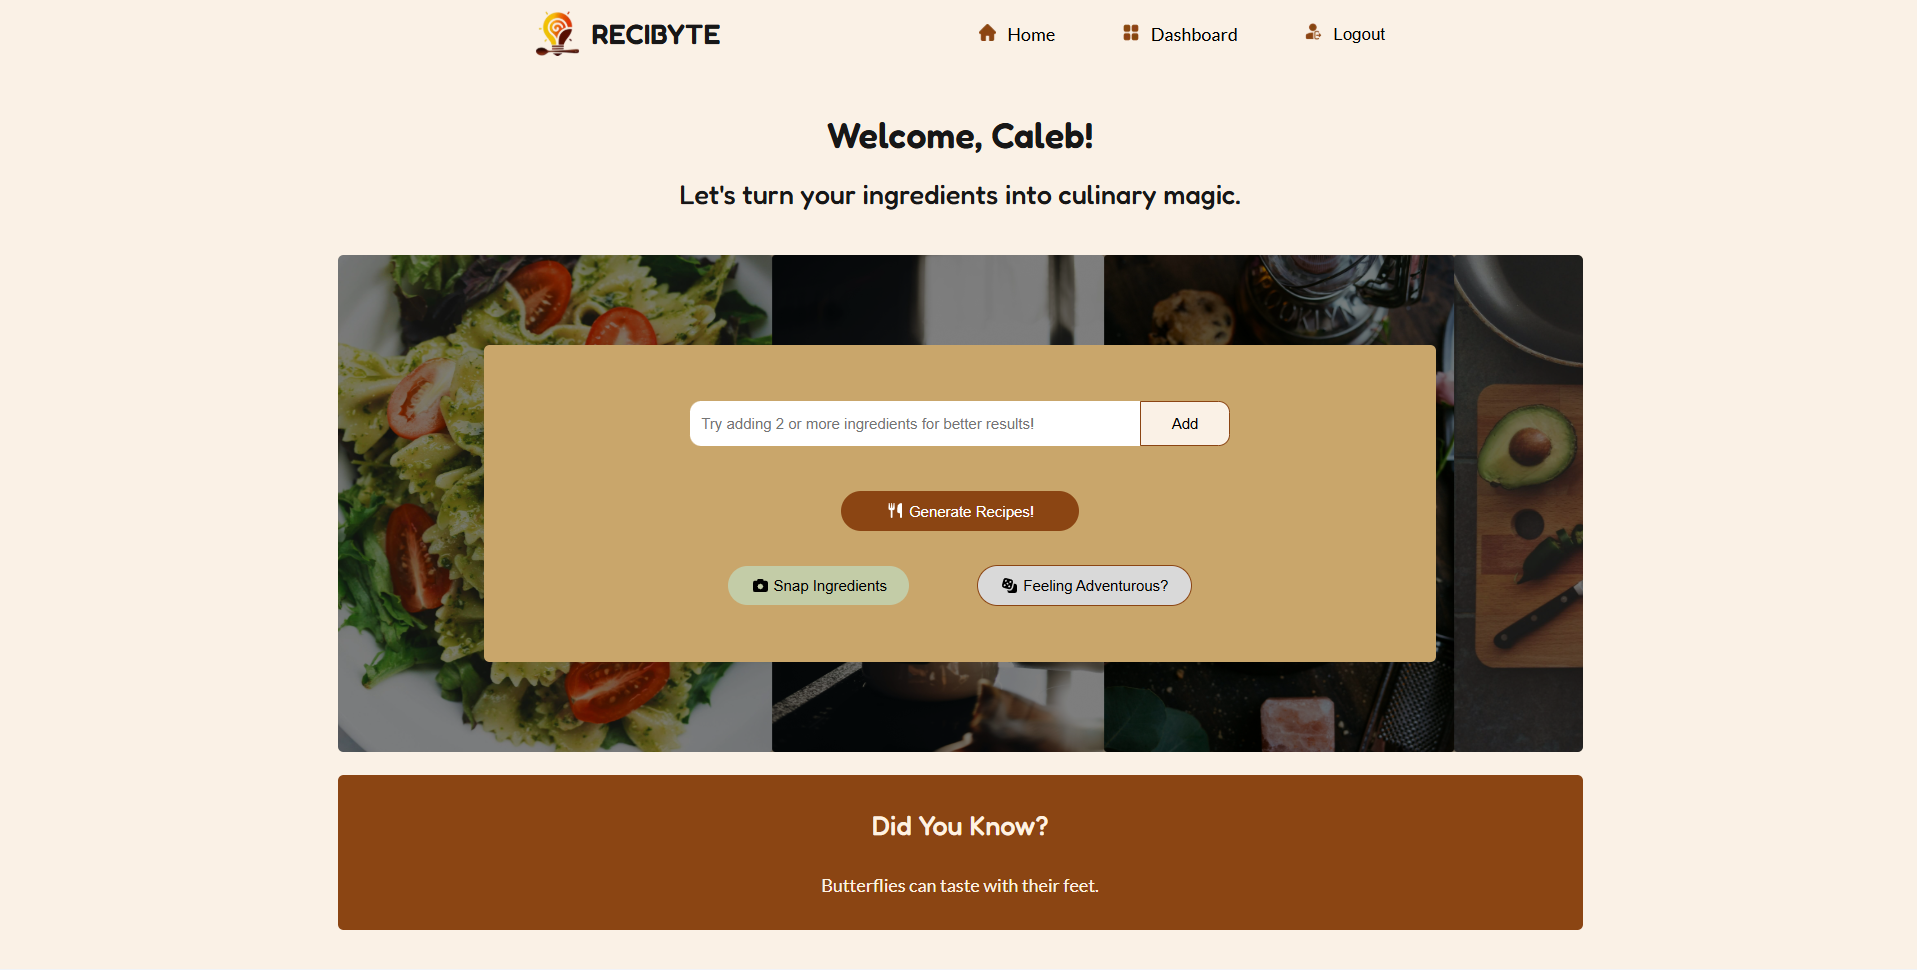 RECIBYTE
Home
Dashboard
Logout
Welcome, Caleb!
Let's turn your ingredients into culinary magic.
Try adding 2 or more ingredients for better results!
Add
Generate Recipes!
Snap Ingredients
Feeling Adventurous?
Did You Know?
Butterflies can taste with their feet.